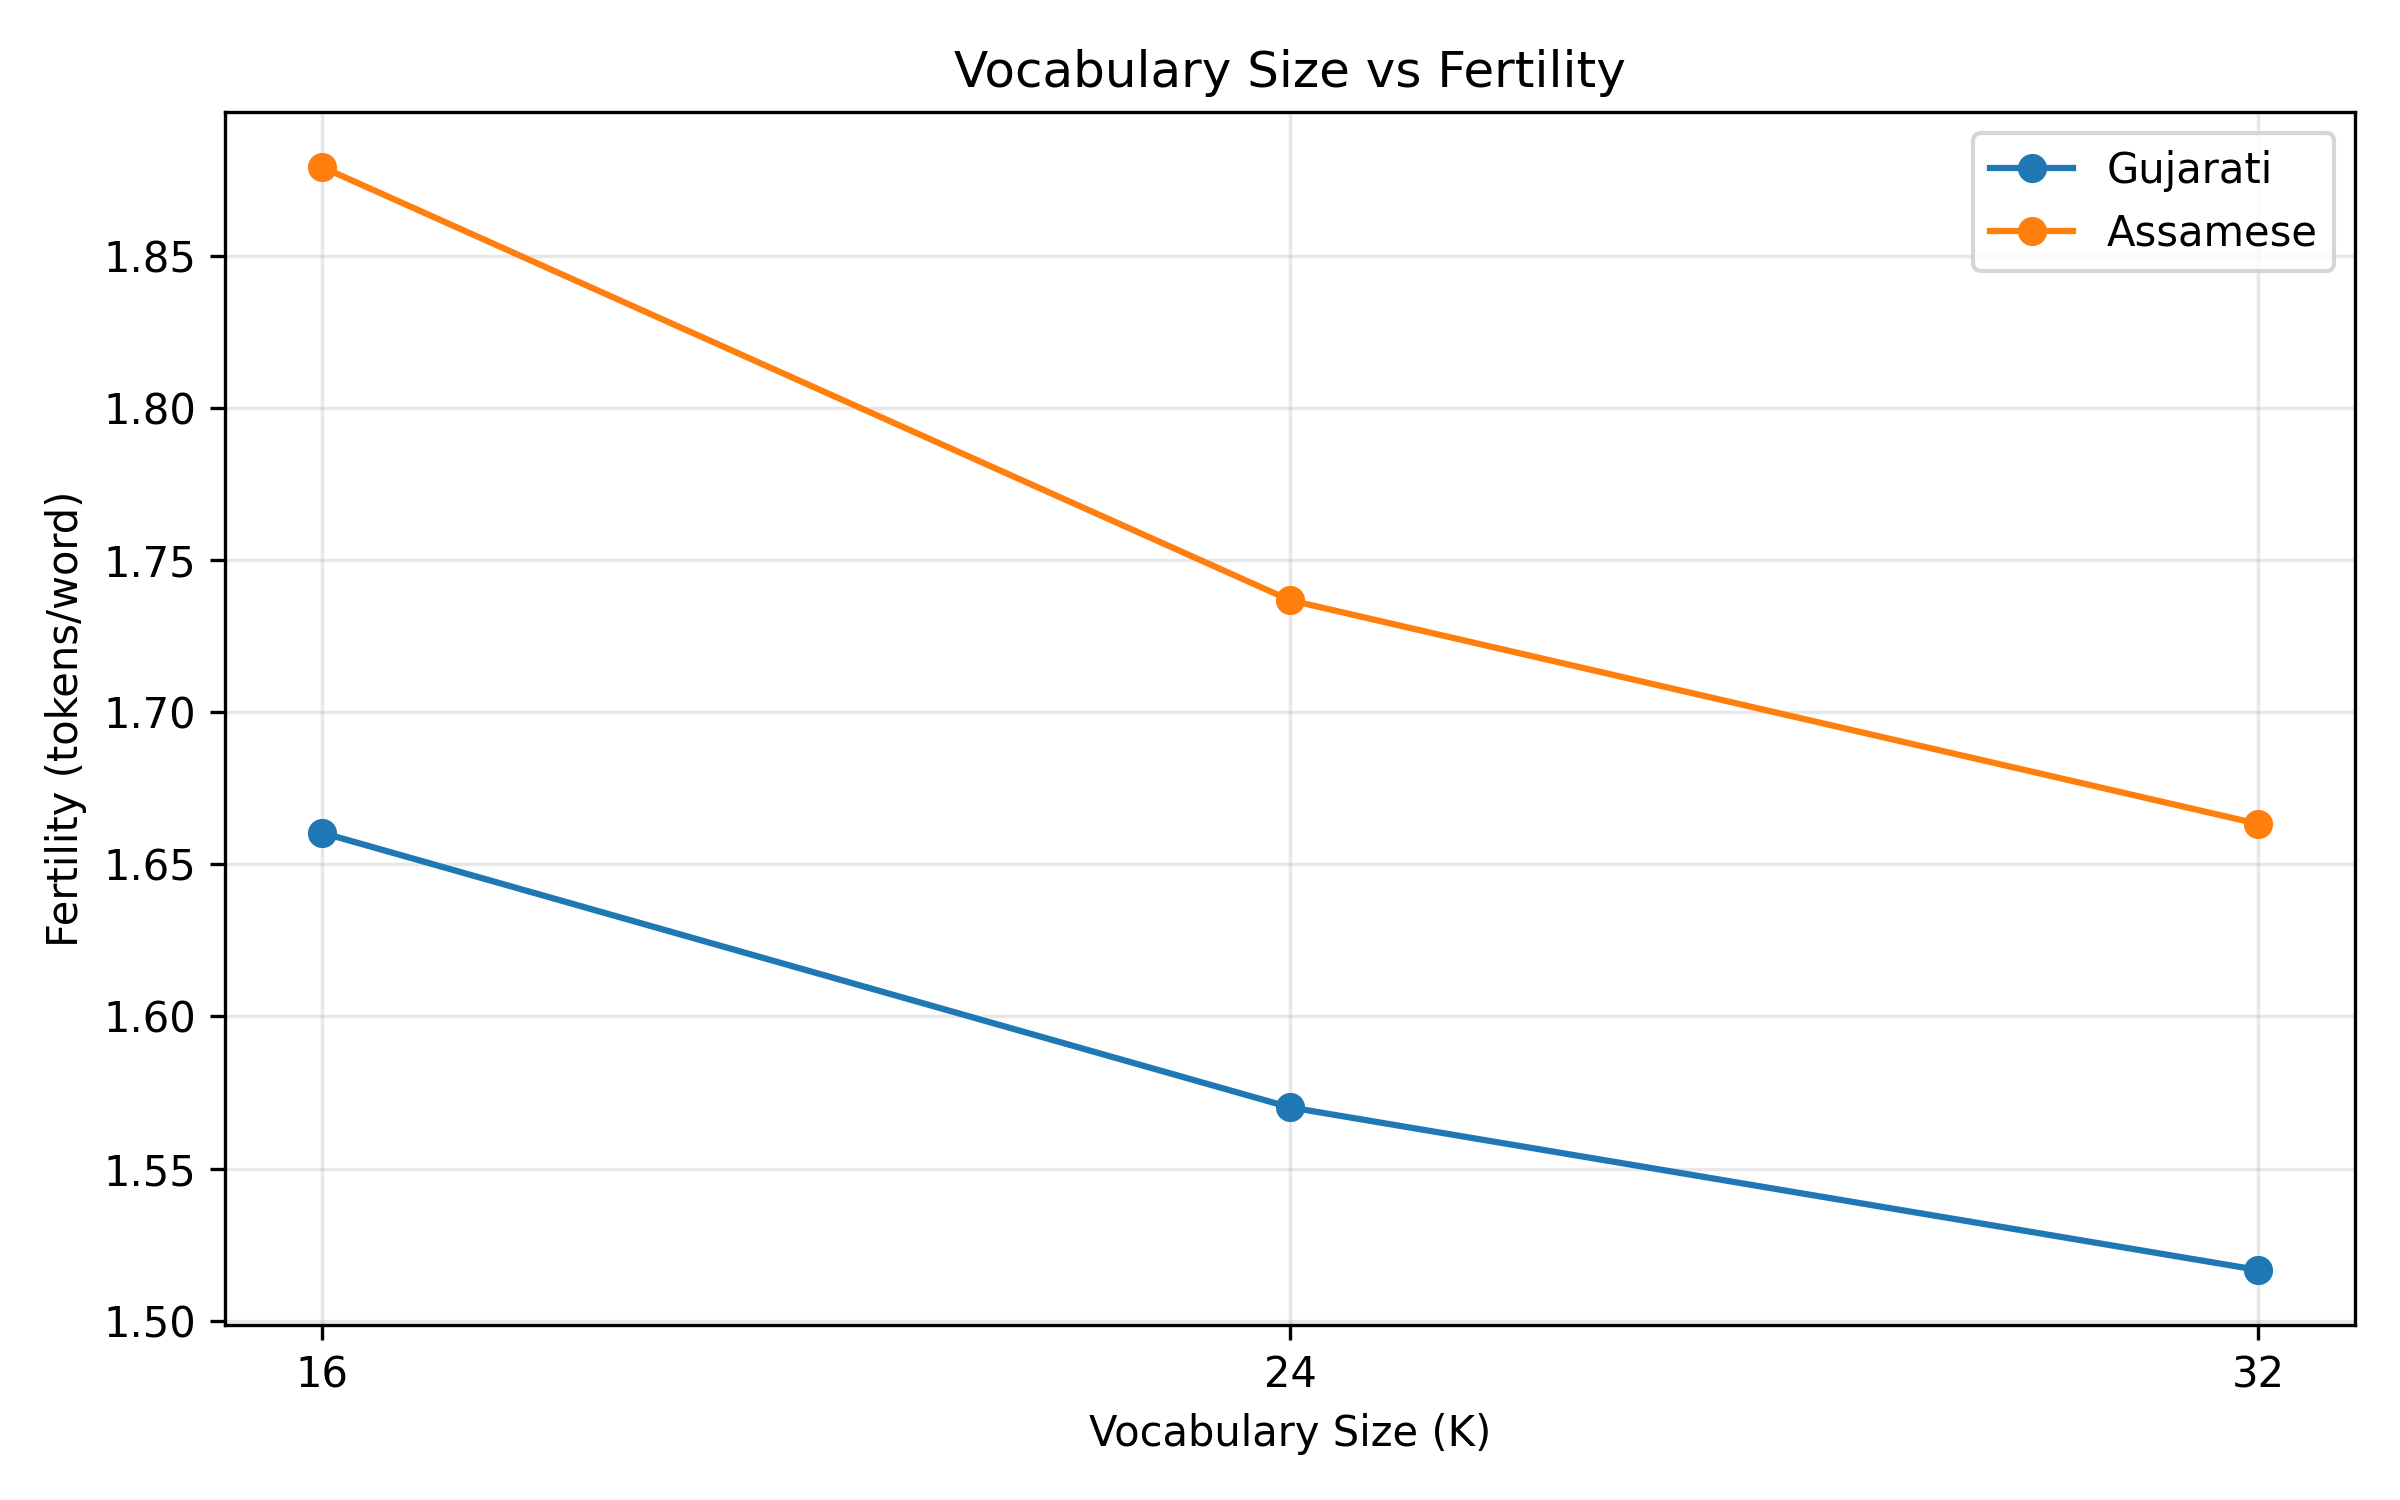 Vocabulary Size vs Fertility
Gujarati
Assamese
Fertility (tokens/word)
1.85
1.80
1.75
1.70
1.65
1.60
1.55
1.50
16 24 32
Vocabulary Size (K)